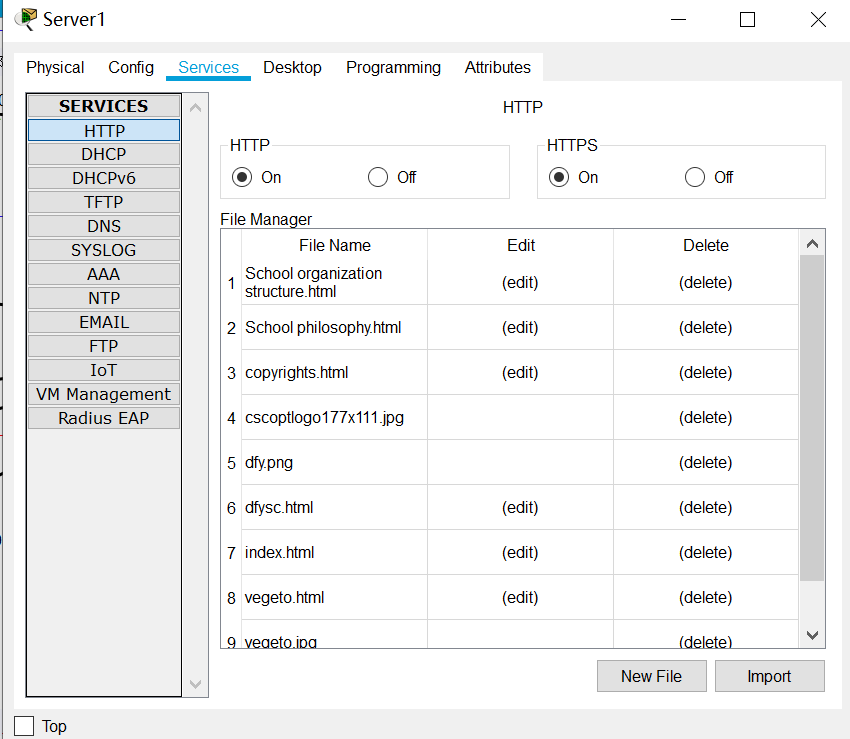 Server1
Physical Config Services Desktop Programming Attributes
SERVICES
HTTP
DHCP
DHCPv6
TFTP
DNS
SYSLOG
AAA
NTP
EMAIL
FTP
IoT
VM Management
Radius EAP
HTTP
HTTP
On Off
HTTPS
On Off
File Manager
File Name Edit Delete
1 School organization
structure.html (edit) (delete)
2 School philosophy.html (edit) (delete)
3 copyrights.html (edit) (delete)
4 cscoptlogo177x111.jpg (delete)
5 dfy.png (delete)
6 dfysc.html (edit) (delete)
7 index.html (edit) (delete)
8 vegeto.html (edit) (delete)
9 vegeto.jpg (delete)
New File Import
Top